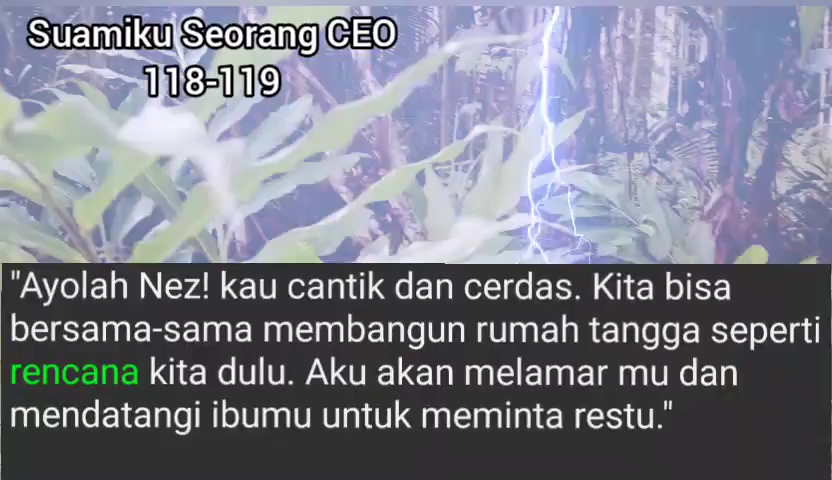 Suamiku Seorang CEO
118-119
"Ayolah Nez! kau cantik dan cerdas. Kita bisa
bersama-sama membangun rumah tangga seperti
rencana kita dulu. Aku akan melamar mu dan
mendatangi ibumu untuk meminta restu."